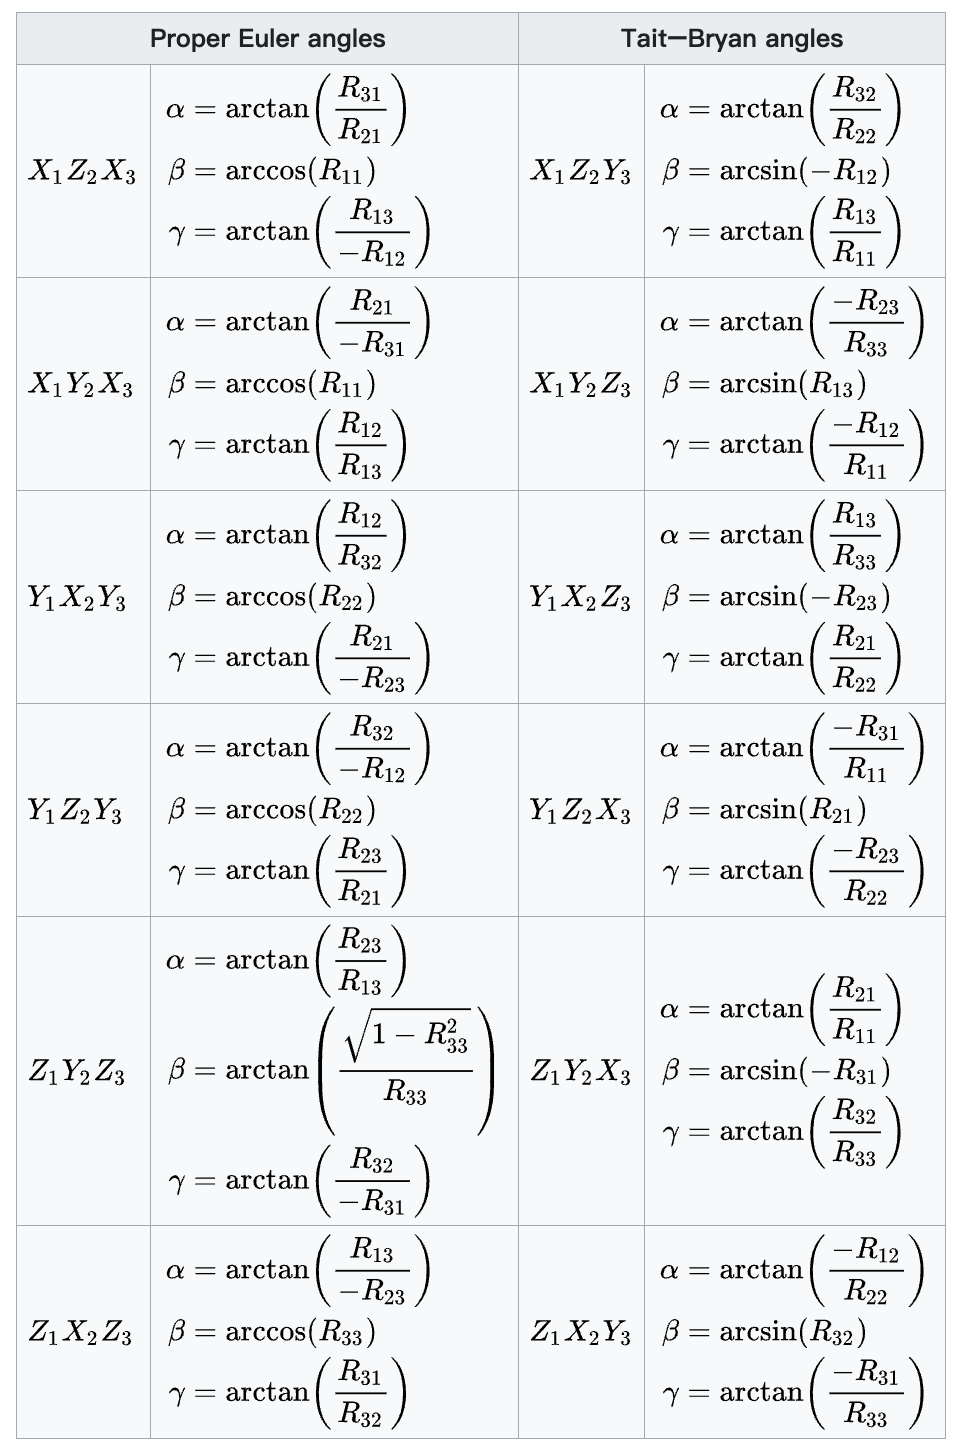 Proper Euler angles Tait–Bryan angles
X₁Z₂X₃ α = arctan(R₃₁/R₂₁) X₁Z₂Y₃ α = arctan(R₃₂/R₂₂)
β = arccos(R₁₁) β = arcsin(−R₁₂)
γ = arctan(R₁₃/−R₁₂) γ = arctan(R₁₃/R₁₁)
X₁Y₂X₃ α = arctan(R₂₁/−R₃₁) X₁Y₂Z₃ α = arctan(−R₂₃/R₃₃)
β = arccos(R₁₁) β = arcsin(R₁₃)
γ = arctan(R₁₂/R₁₃) γ = arctan(−R₁₂/R₁₁)
Y₁X₂Y₃ α = arctan(R₁₂/R₃₂) Y₁X₂Z₃ α = arctan(R₁₃/R₃₃)
β = arccos(R₂₂) β = arcsin(−R₂₃)
γ = arctan(R₂₁/−R₂₃) γ = arctan(R₂₁/R₂₂)
Y₁Z₂Y₃ α = arctan(R₃₂/−R₁₂) Y₁Z₂X₃ α = arctan(−R₃₁/R₁₁)
β = arccos(R₂₂) β = arcsin(R₂₁)
γ = arctan(R₂₃/R₂₁) γ = arctan(−R₂₃/R₂₂)
Z₁Y₂Z₃ α = arctan(R₂₃/R₁₃) Z₁Y₂X₃ α = arctan(R₂₁/R₁₁)
β = arctan(√(1 − R₃₃²)/R₃₃) β = arcsin(−R₃₁)
γ = arctan(R₃₂/−R₃₁) γ = arctan(R₃₂/R₃₃)
Z₁X₂Z₃ α = arctan(R₁₃/−R₂₃) Z₁X₂Y₃ α = arctan(−R₁₂/R₂₂)
β = arccos(R₃₃) β = arcsin(R₃₂)
γ = arctan(R₃₁/R₃₂) γ = arctan(−R₃₁/R₃₃)